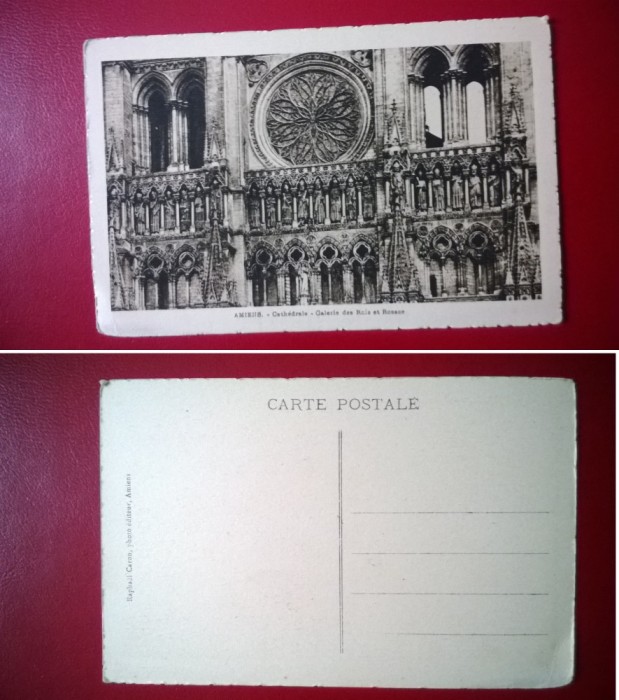 AMIENS. - Cathédrale - Galerie des Rois et Rosace
CARTE POSTALE
Raphaël Caron, photo éditeur, Amiens